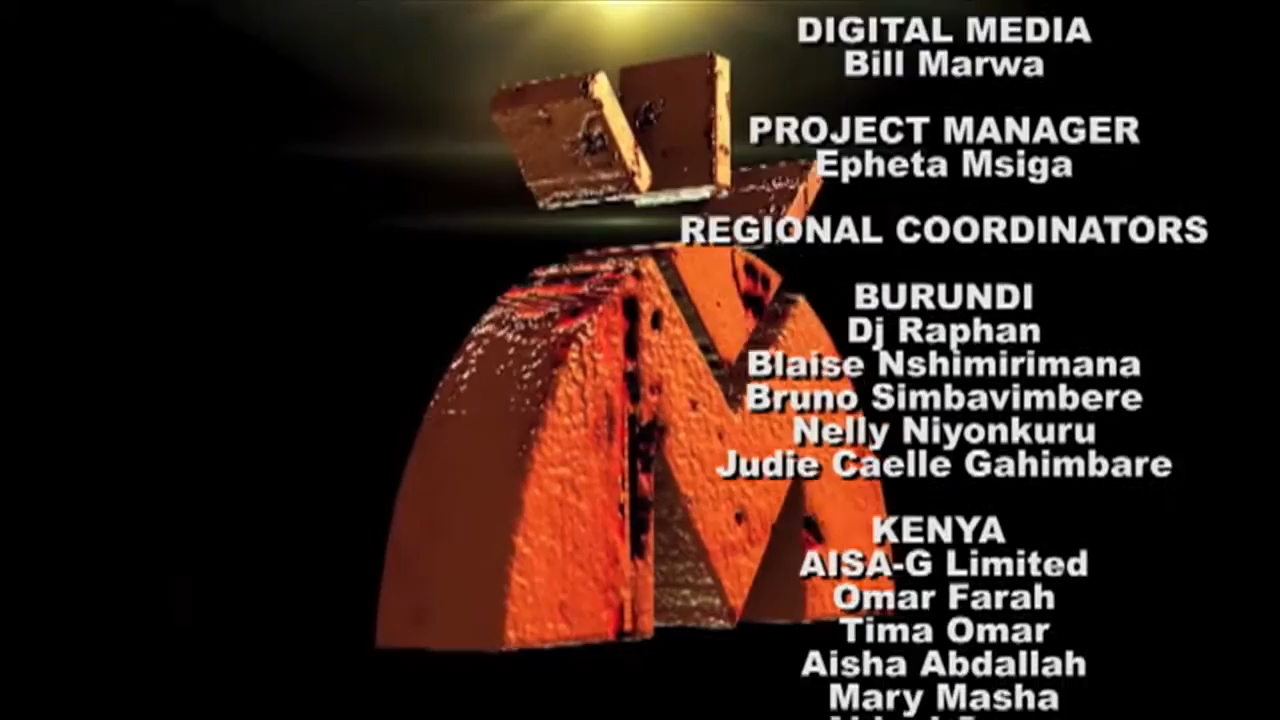 DIGITAL MEDIA
Bill Marwa
PROJECT MANAGER
Epheta Msiga
REGIONAL COORDINATORS
BURUNDI
Dj Raphan
Blaise Nshimirimana
Bruno Simbavimbere
Nelly Niyonkuru
Judie Caelle Gahimbare
KENYA
AISA-G Limited
Omar Farah
Tima Omar
Aisha Abdallah
Mary Masha